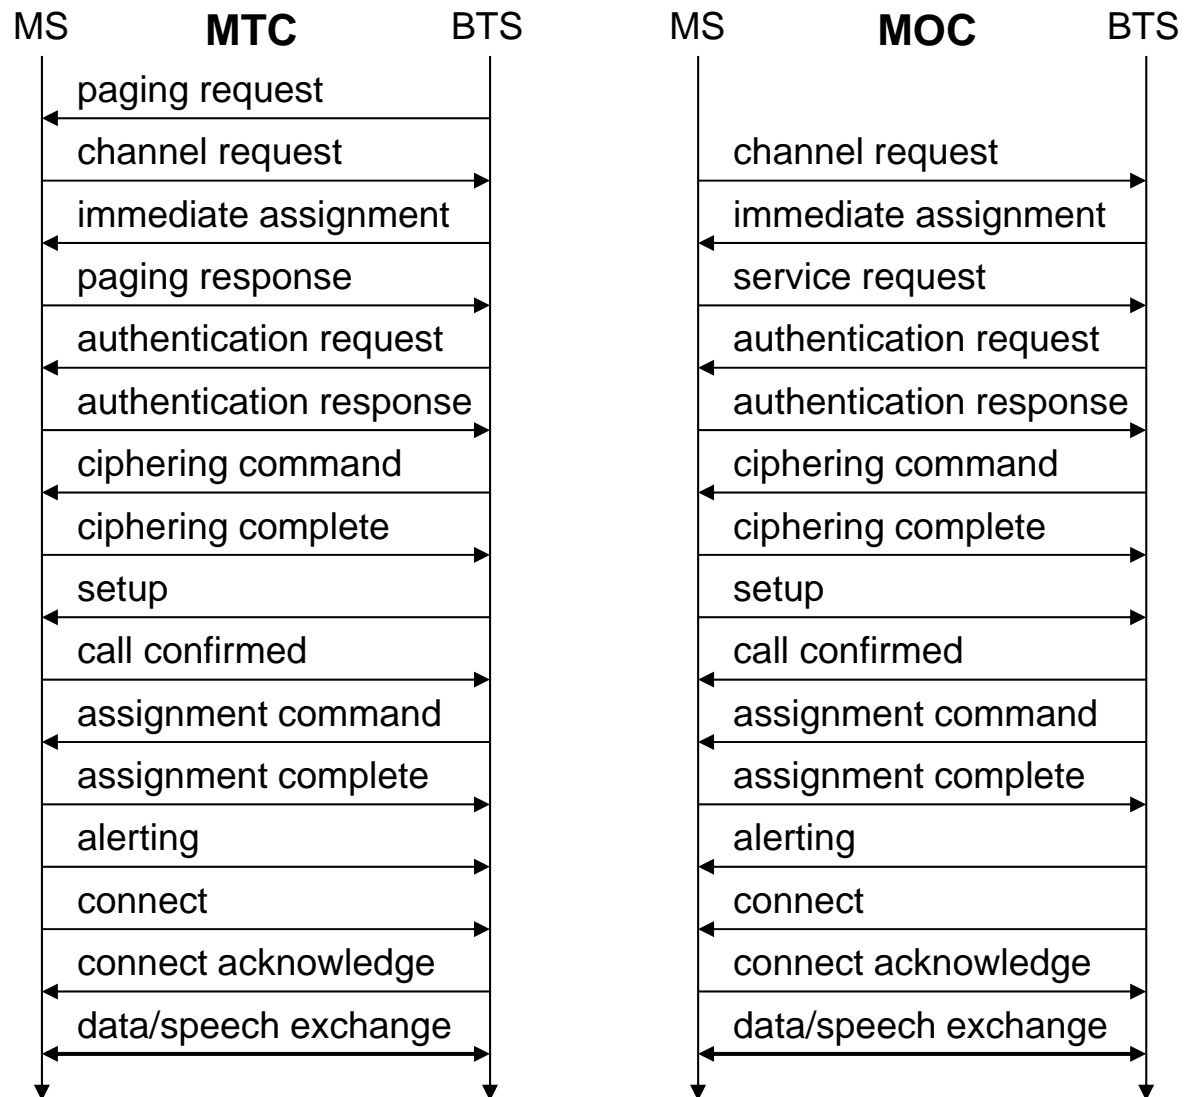 MS MTC BTS
paging request
channel request
immediate assignment
paging response
authentication request
authentication response
ciphering command
ciphering complete
setup
call confirmed
assignment command
assignment complete
alerting
connect
connect acknowledge
data/speech exchange
MS MOC BTS
channel request
immediate assignment
service request
authentication request
authentication response
ciphering command
ciphering complete
setup
call confirmed
assignment command
assignment complete
alerting
connect
connect acknowledge
data/speech exchange